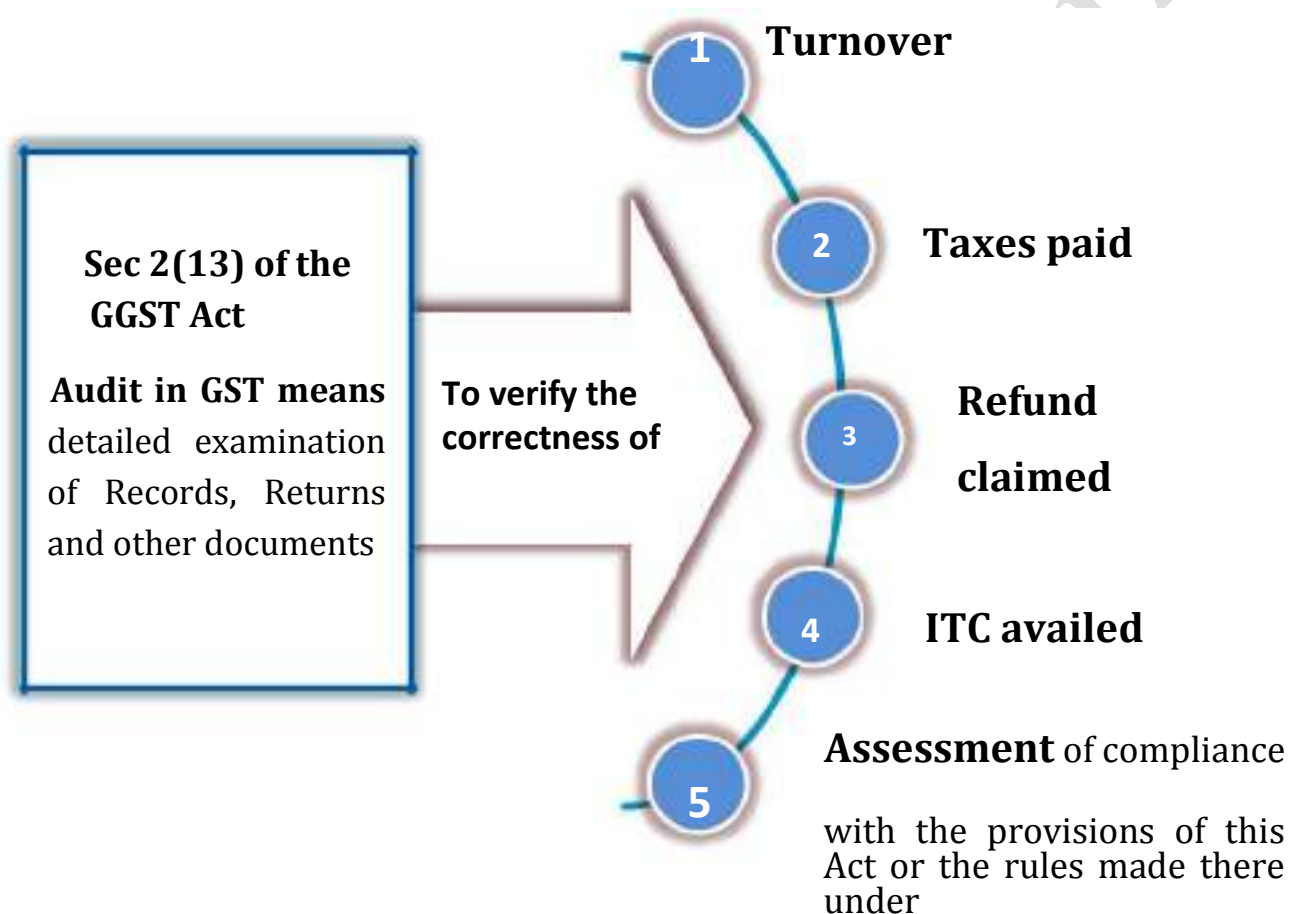 Sec 2(13) of the
GGST Act
Audit in GST means
detailed examination
of Records, Returns
and other documents
To verify the
correctness of
1
Turnover
2
Taxes paid
3
Refund
claimed
4
ITC availed
5
Assessment of compliance
with the provisions of this
Act or the rules made there
under